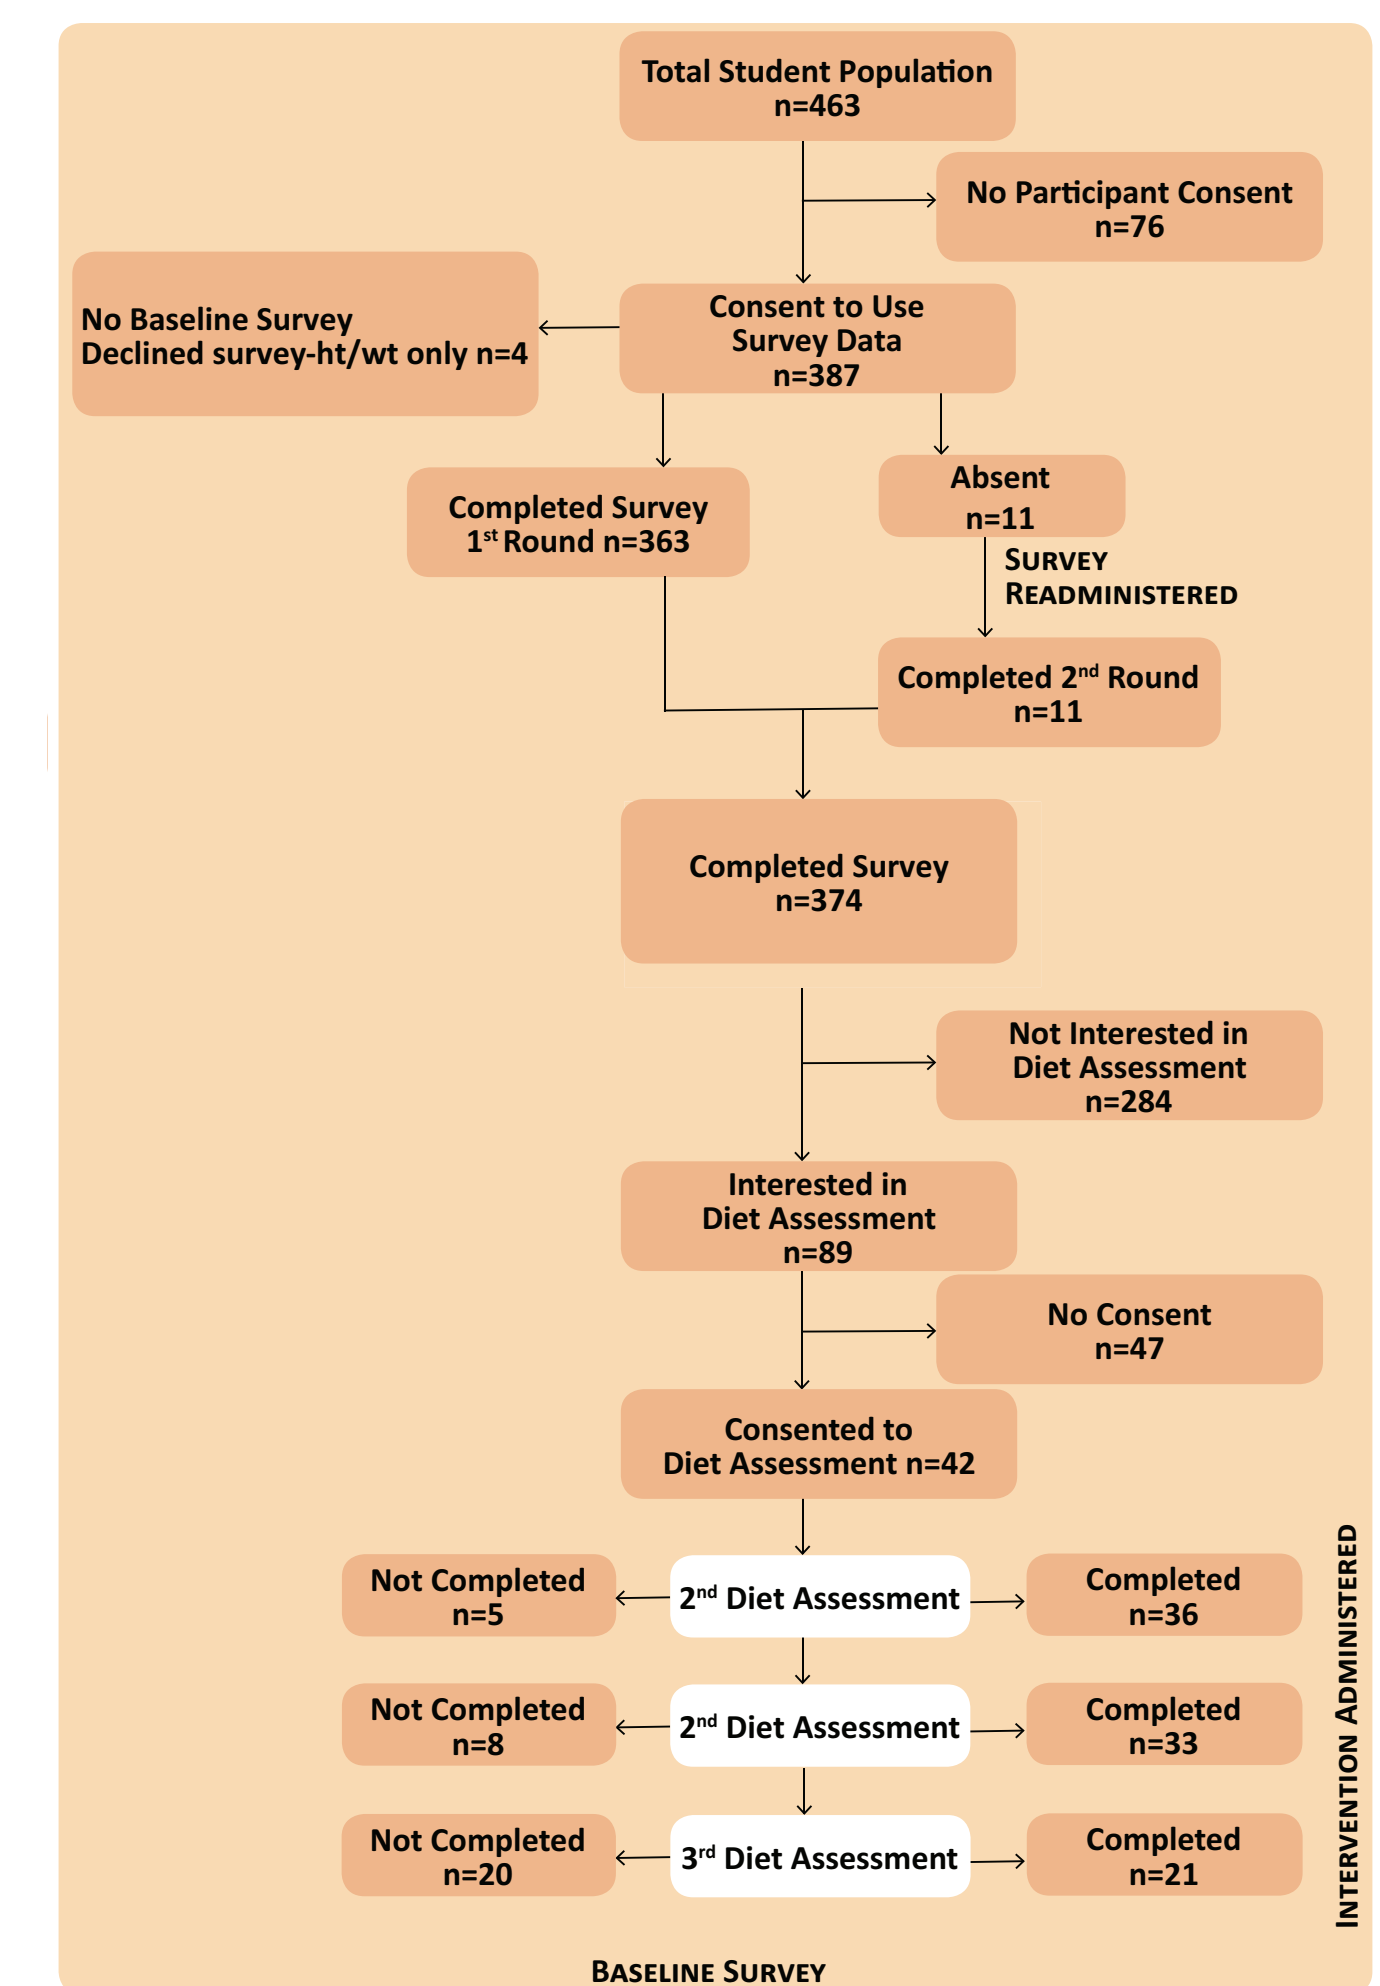 Total Student Population
n=463
No Participant Consent
n=76
No Baseline Survey
Declined survey-ht/wt only n=4
Consent to Use
Survey Data
n=387
Completed Survey
1st Round n=363
Absent
n=11
SURVEY
READMINISTERED
Completed 2nd Round
n=11
Completed Survey
n=374
Not Interested in
Diet Assessment
n=284
Interested in
Diet Assessment
n=89
No Consent
n=47
Consented to
Diet Assessment n=42
Not Completed
n=5
2nd Diet Assessment
Completed
n=36
Not Completed
n=8
2nd Diet Assessment
Completed
n=33
Not Completed
n=20
3rd Diet Assessment
Completed
n=21
INTERVENTION ADMINISTERED
BASELINE SURVEY